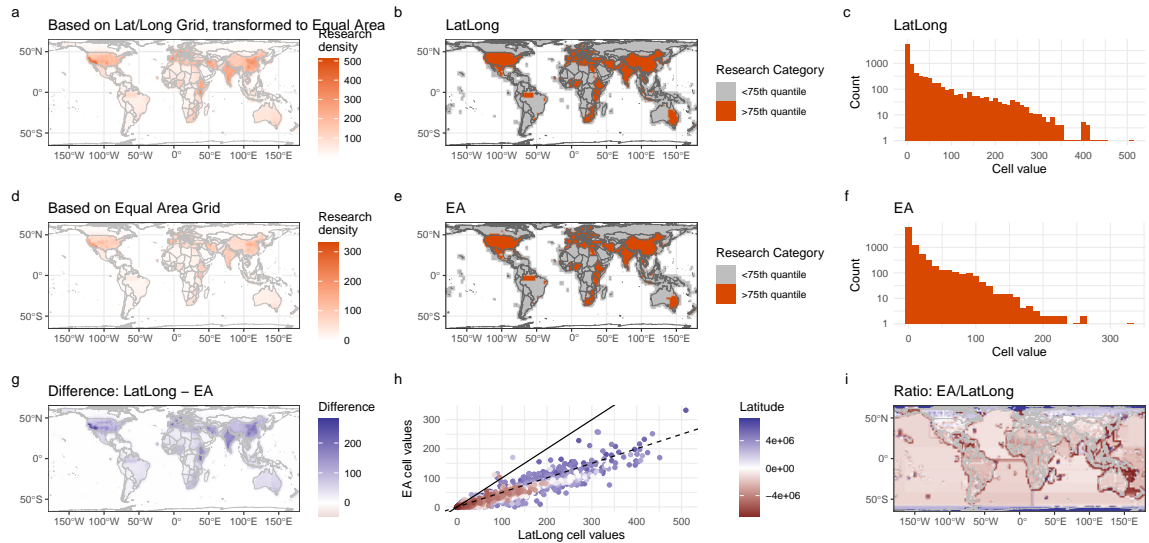 a
Based on Lat/Long Grid, transformed to Equal Area
Research
density
500
400
300
200
100
50°N
0°
50°S
150°W 100°W 50°W 0° 50°E 100°E 150°E
b
LatLong
Research Category
<75th quantile
>75th quantile
50°N
0°
50°S
150°W 100°W 50°W 0° 50°E 100°E 150°E
c
LatLong
Count
1000
100
10
1
0 100 200 300 400 500
Cell value
d
Based on Equal Area Grid
Research
density
300
200
100
0
50°N
0°
50°S
150°W 100°W 50°W 0° 50°E 100°E 150°E
e
EA
Research Category
<75th quantile
>75th quantile
50°N
0°
50°S
150°W 100°W 50°W 0° 50°E 100°E 150°E
f
EA
Count
1000
100
10
1
0 100 200 300
Cell value
g
Difference: LatLong − EA
Difference
200
100
0
50°N
0°
50°S
150°W 100°W 50°W 0° 50°E 100°E 150°E
h
EA cell values
300
200
100
0
0 100 200 300 400 500
LatLong cell values
Latitude
4e+06
0e+00
−4e+06
i
Ratio: EA/LatLong
50°N
0°
50°S
150°W 100°W 50°W 0° 50°E 100°E 150°E